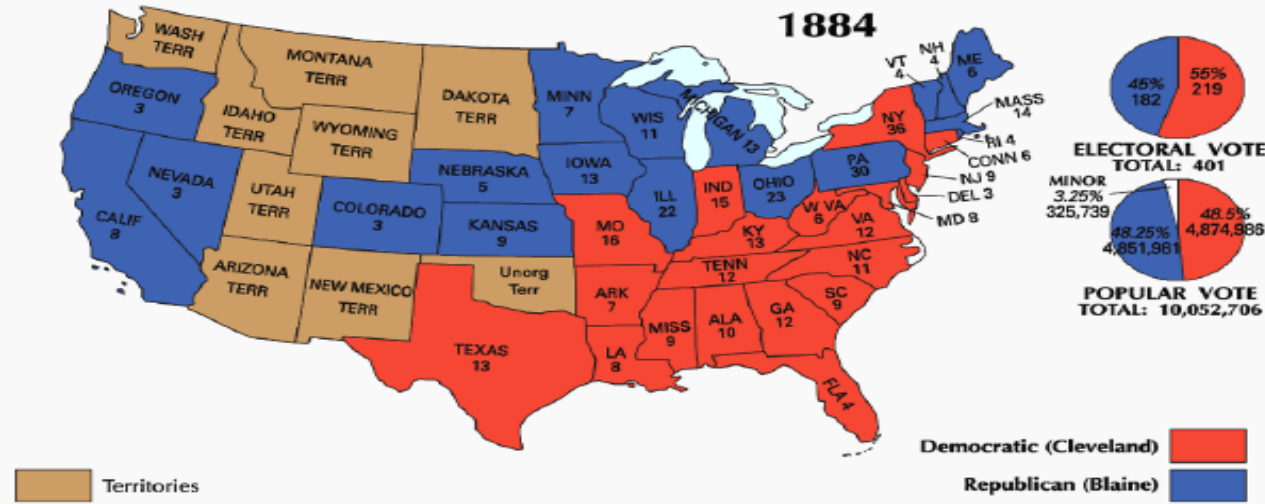 1884
WASH
TERR
MONTANA
TERR
DAKOTA
TERR
OREGON
3
IDAHO
TERR
WYOMING
TERR
NEVADA
3
UTAH
TERR
CALIF
8
COLORADO
3
ARIZONA
TERR
NEW MEXICO
TERR
NEBRASKA
5
KANSAS
9
Unorg
Terr
TEXAS
13
MINN
7
IOWA
13
MO
16
ARK
7
LA
8
WIS
11
ILL
22
MICHIGAN 13
IND
15
OHIO
23
KY
13
TENN
12
MISS
9
ALA
10
GA
12
FLA 4
SC
9
NC
11
VA
12
W VA
6
PA
30
NY
36
VT
4
NH
4
ME
6
MASS
14
RI 4
CONN 6
NJ 9
DEL 3
MD 8
45%
182
55%
219
ELECTORAL VOTE
TOTAL: 401
MINOR
3.25%
325,739
48.25%
4,851,981
48.5%
4,874,986
POPULAR VOTE
TOTAL: 10,052,706
Democratic (Cleveland)
Republican (Blaine)
Territories